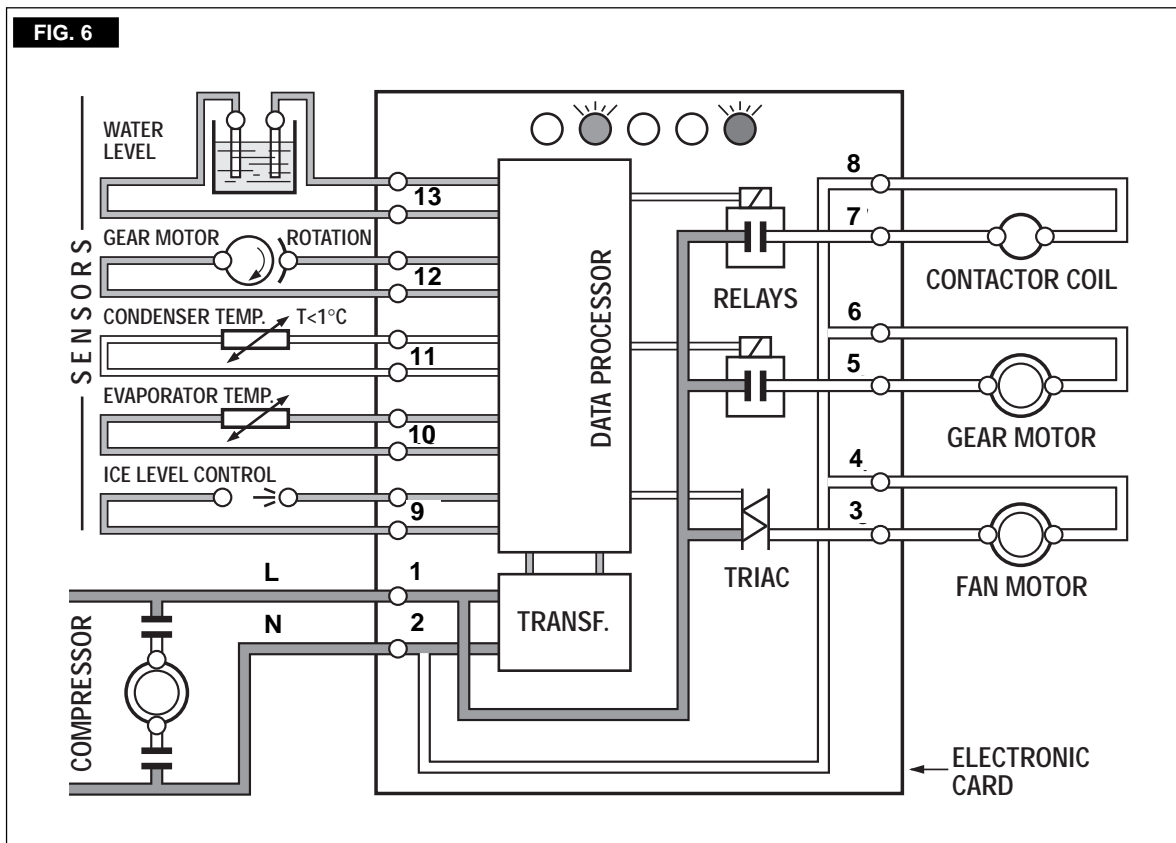 FIG. 6
SENSORS
WATER
LEVEL
13
GEAR MOTOR
ROTATION
12
CONDENSER TEMP.
T<1°C
11
EVAPORATOR TEMP.
10
ICE LEVEL CONTROL
9
L
1
N
2
COMPRESSOR
DATA PROCESSOR
TRANSF.
RELAYS
TRIAC
8
7
CONTACTOR COIL
6
5
GEAR MOTOR
4
3
FAN MOTOR
ELECTRONIC
CARD